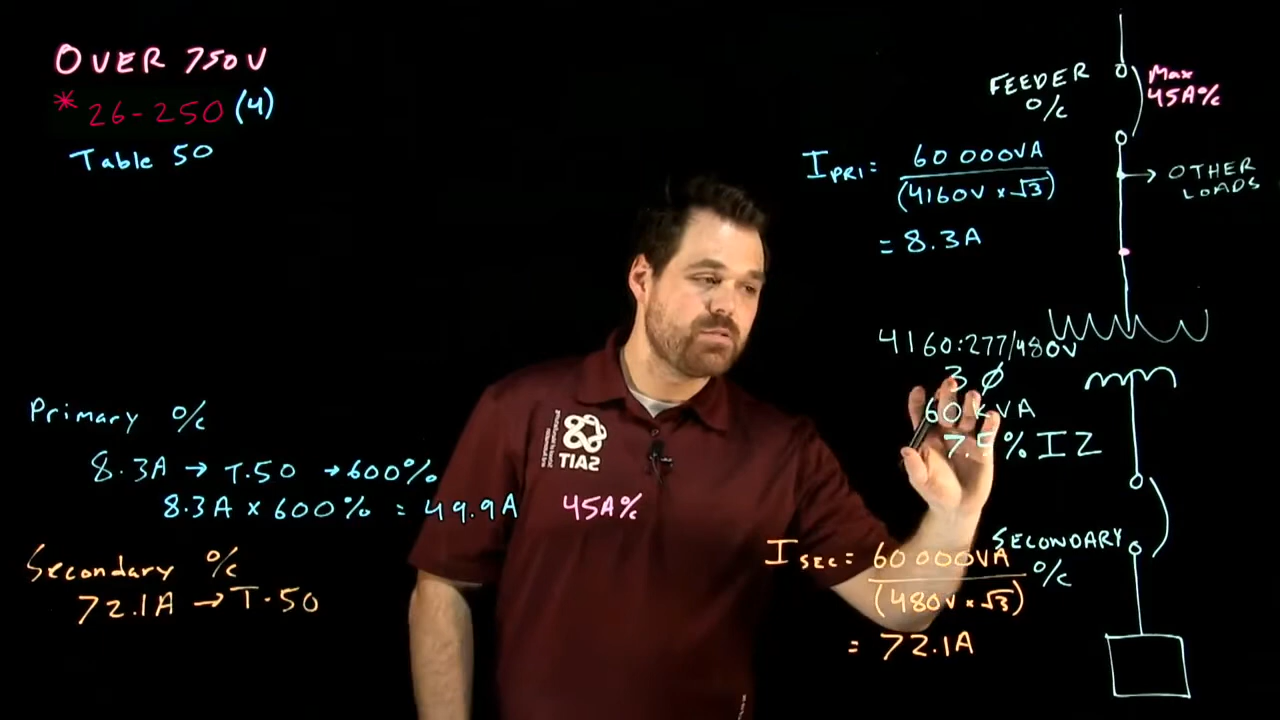 OVER 750V
* 26-250 (4)
Table 50
FEEDER
O/C
Max
45A%
OTHER
LOADS
I PRI = 60 000VA
(4160V x √3)
= 8.3A
4160:277/480V
3Ø
60 kVA
7.5% IZ
Primary O/C
8.3A → T.50 → 600%
8.3A x 600% = 49.9A 45A%
Secondary O/C
72.1A → T.50
SAIT
SECONDARY
O/C
I SEC = 60 000VA
(480V x √3)
= 72.1A